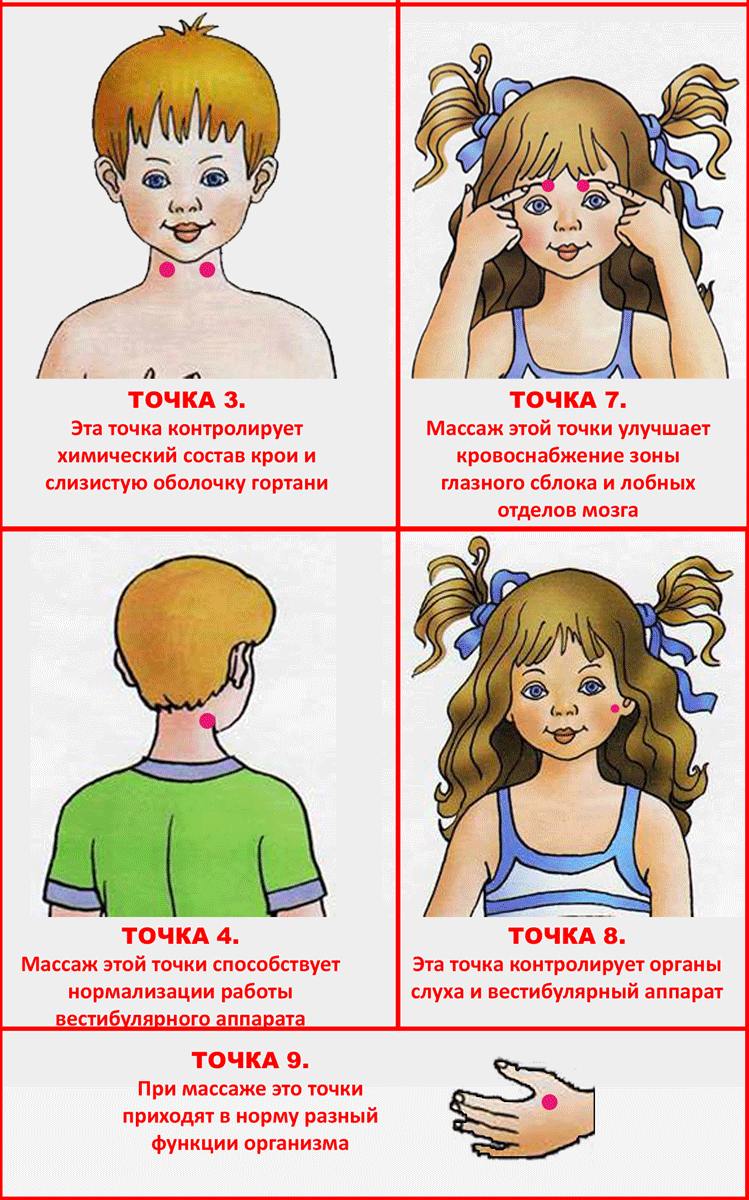 ТОЧКА 3.
Эта точка контролирует
химический состав крои и
слизистую оболочку гортани
ТОЧКА 7.
Массаж этой точки улучшает
кровоснабжение зоны
глазного сблока и лобных
отделов мозга
ТОЧКА 4.
Массаж этой точки способствует
нормализации работы
вестибулярного аппарата
ТОЧКА 8.
Эта точка контролирует органы
слуха и вестибулярный аппарат
ТОЧКА 9.
При массаже это точки
приходят в норму разный
функции организма